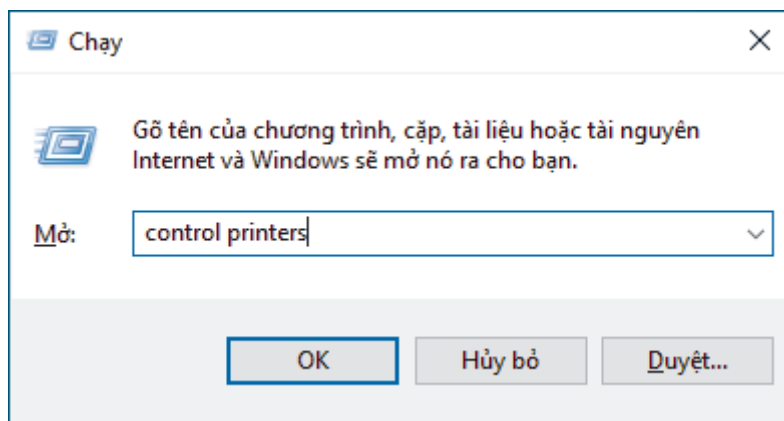 Chạy
Gõ tên của chương trình, cặp, tài liệu hoặc tài nguyên
Internet và Windows sẽ mở nó ra cho bạn.
Mở:
control printers
OK
Hủy bỏ
Duyệt...